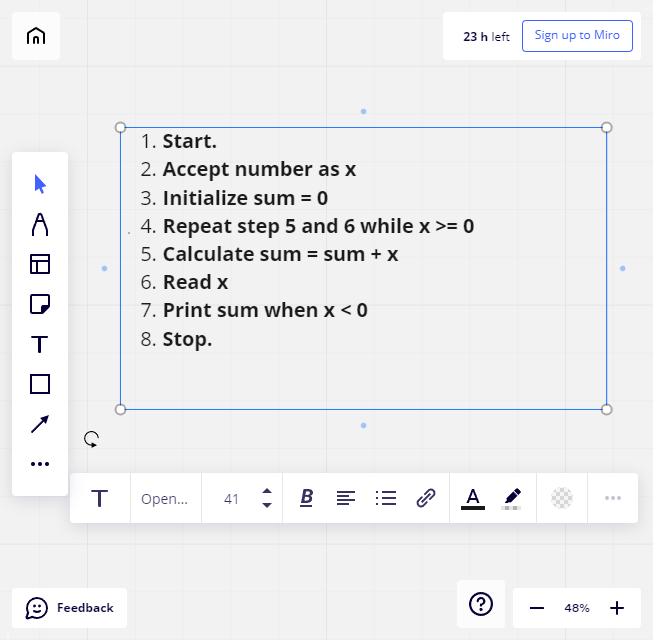 23 h left
Sign up to Miro
1. Start.
2. Accept number as x
3. Initialize sum = 0
4. Repeat step 5 and 6 while x >= 0
5. Calculate sum = sum + x
6. Read x
7. Print sum when x < 0
8. Stop.
T
T
Open...
41
B
A
Feedback
?
48%